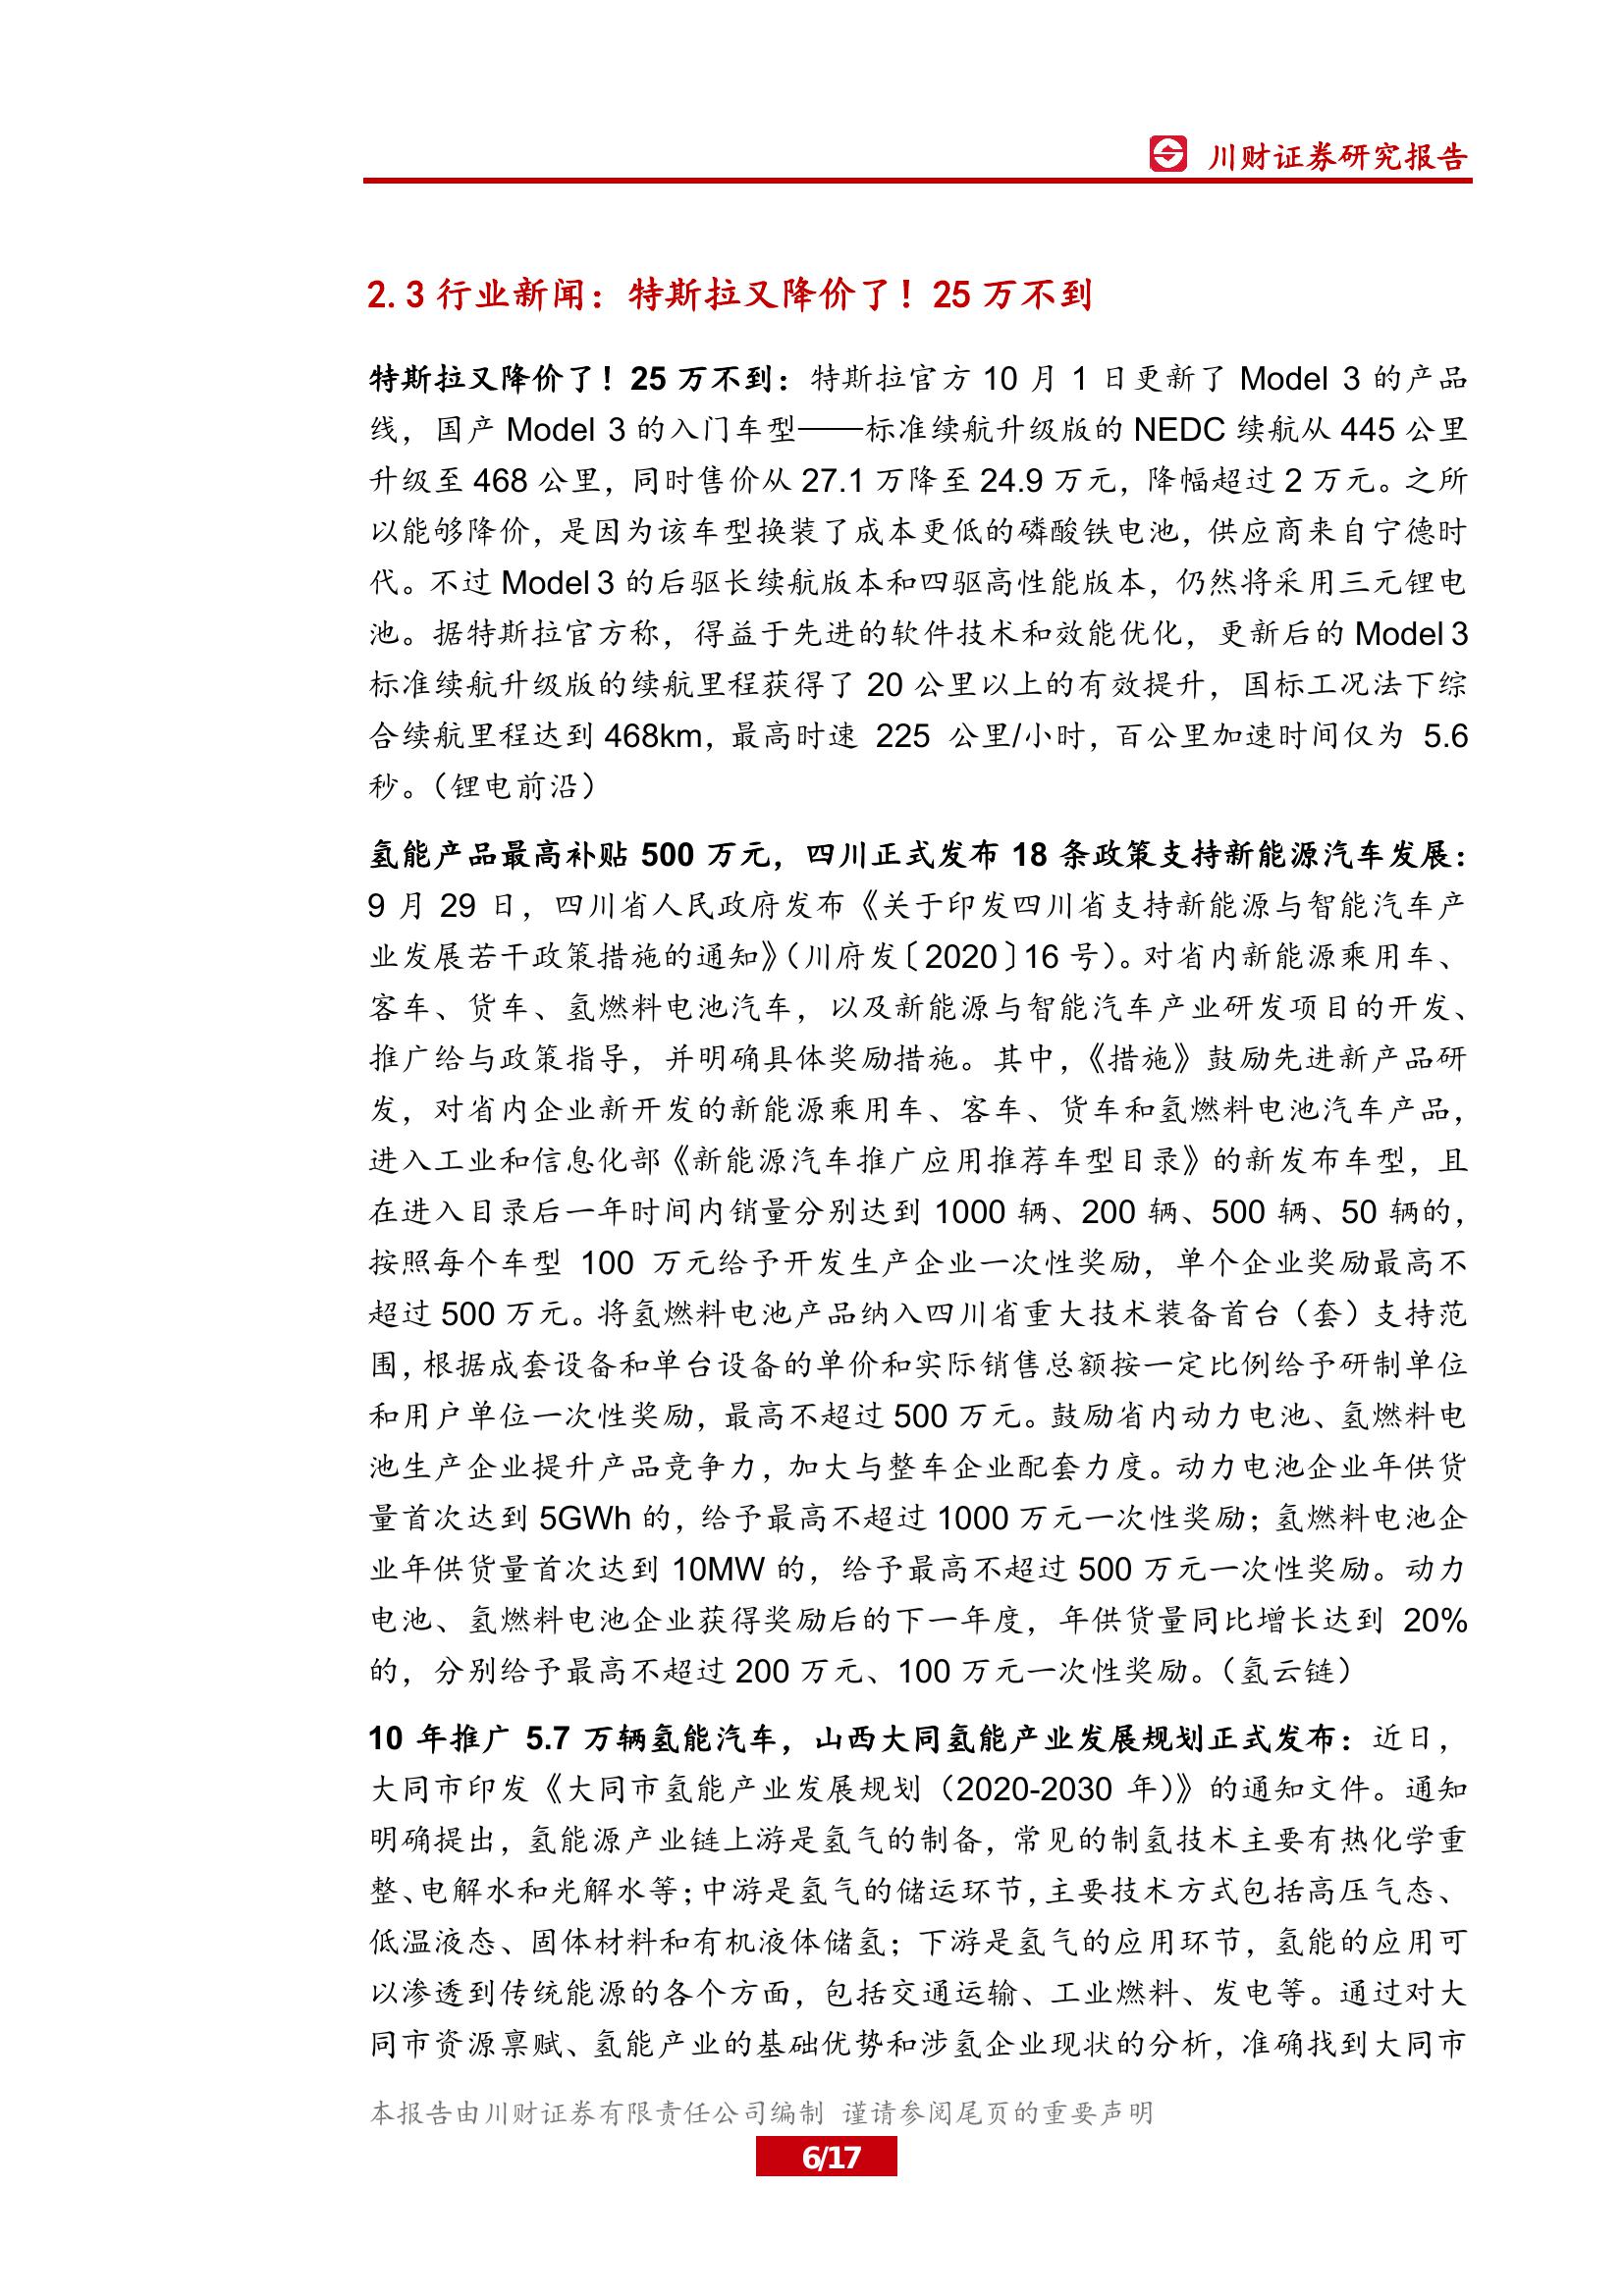 川财证券研究报告
2.3 行业新闻：特斯拉又降价了！25 万不到
特斯拉又降价了！25 万不到：特斯拉官方 10 月 1 日更新了 Model 3 的产品
线，国产 Model 3 的入门车型——标准续航升级版的 NEDC 续航从 445 公里
升级至 468 公里，同时售价从 27.1 万降至 24.9 万元，降幅超过 2 万元。之所
以能够降价，是因为该车型换装了成本更低的磷酸铁电池，供应商来自宁德时
代。不过 Model 3 的后驱长续航版本和四驱高性能版本，仍然将采用三元锂电
池。据特斯拉官方称，得益于先进的软件技术和效能优化，更新后的 Model 3
标准续航升级版的续航里程获得了 20 公里以上的有效提升，国标工况法下综
合续航里程达到 468km，最高时速 225 公里/小时，百公里加速时间仅为 5.6
秒。（锂电前沿）
氢能产品最高补贴 500 万元，四川正式发布 18 条政策支持新能源汽车发展：
9 月 29 日，四川省人民政府发布《关于印发四川省支持新能源与智能汽车产
业发展若干政策措施的通知》（川府发〔2020〕16 号）。对省内新能源乘用车、
客车、货车、氢燃料电池汽车，以及新能源与智能汽车产业研发项目的开发、
推广给与政策指导，并明确具体奖励措施。其中，《措施》鼓励先进新产品研
发，对省内企业新开发的新能源乘用车、客车、货车和氢燃料电池汽车产品，
进入工业和信息化部《新能源汽车推广应用推荐车型目录》的新发布车型，且
在进入目录后一年时间内销量分别达到 1000 辆、200 辆、500 辆、50 辆的，
按照每个车型 100 万元给予开发生产企业一次性奖励，单个企业奖励最高不
超过 500 万元。将氢燃料电池产品纳入四川省重大技术装备首台（套）支持范
围，根据成套设备和单台设备的单价和实际销售总额按一定比例给予研制单位
和用户单位一次性奖励，最高不超过 500 万元。鼓励省内动力电池、氢燃料电
池生产企业提升产品竞争力，加大与整车企业配套力度。动力电池企业年供货
量首次达到 5GWh 的，给予最高不超过 1000 万元一次性奖励；氢燃料电池企
业年供货量首次达到 10MW 的，给予最高不超过 500 万元一次性奖励。动力
电池、氢燃料电池企业获得奖励后的下一年度，年供货量同比增长达到 20%
的，分别给予最高不超过 200 万元、100 万元一次性奖励。（氢云链）
10 年推广 5.7 万辆氢能汽车，山西大同氢能产业发展规划正式发布：近日，
大同市印发《大同市氢能产业发展规划（2020-2030 年）》的通知文件。通知
明确提出，氢能源产业链上游是氢气的制备，常见的制氢技术主要有热化学重
整、电解水和光解水等；中游是氢气的储运环节，主要技术方式包括高压气态、
低温液态、固体材料和有机液体储氢；下游是氢气的应用环节，氢能的应用可
以渗透到传统能源的各个方面，包括交通运输、工业燃料、发电等。通过对大
同市资源禀赋、氢能产业的基础优势和涉氢企业现状的分析，准确找到大同市
本报告由川财证券有限责任公司编制 谨请参阅尾页的重要声明
6/17